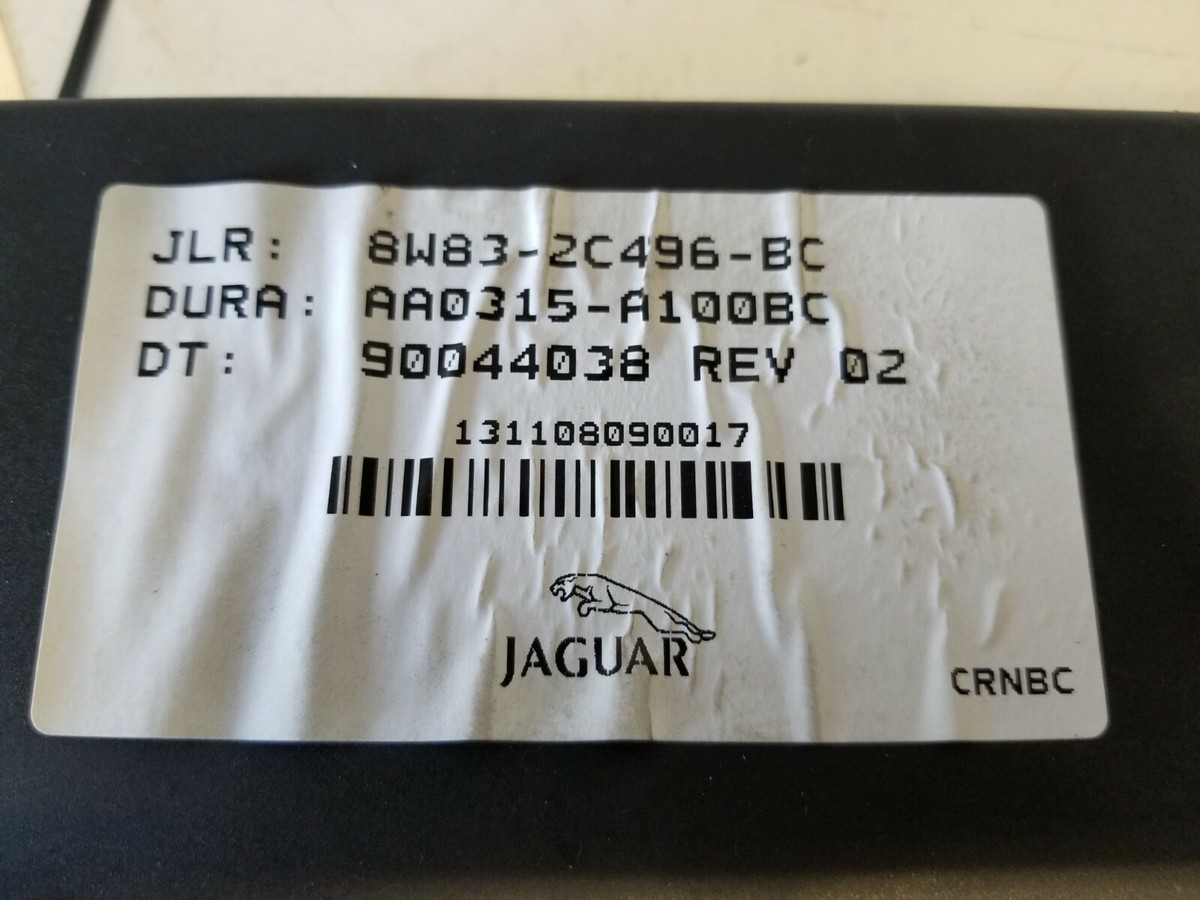 JLR: 8W83-2C496-BC
DURA: AA0315-A100BC
DT: 90044038 REV 02
131108090017
JAGUAR
CRNBC